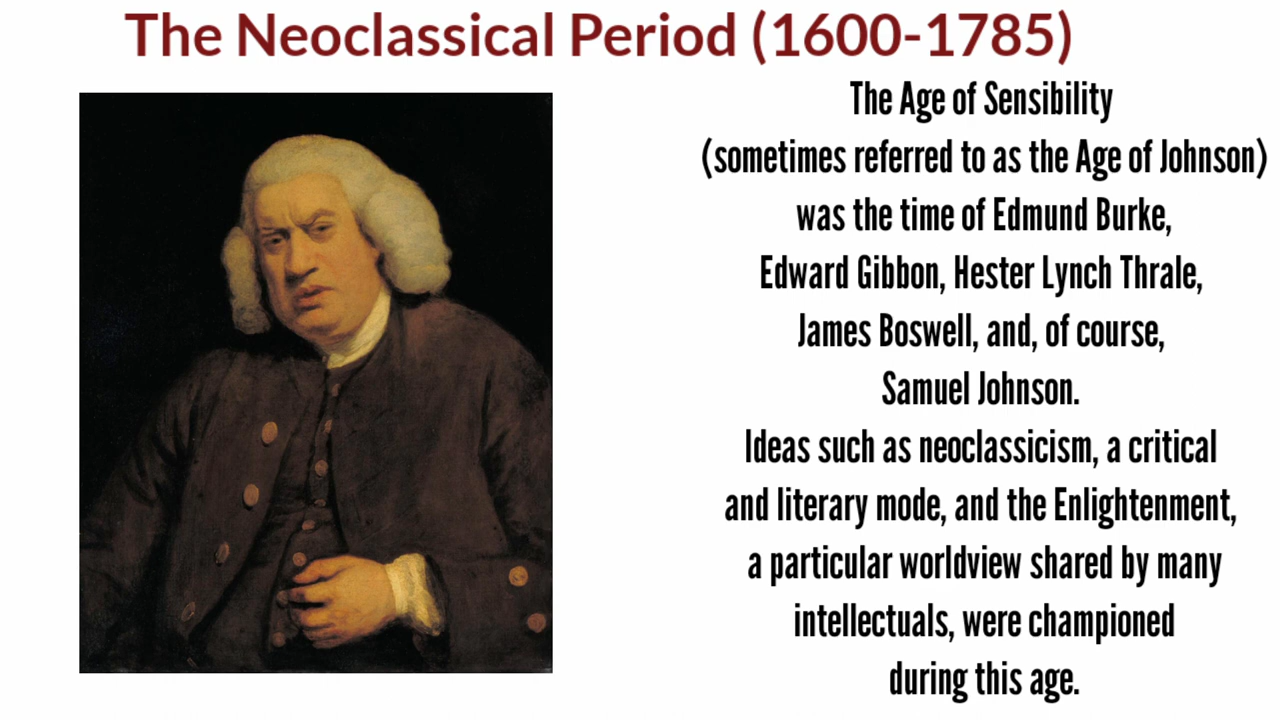 The Neoclassical Period (1600-1785)
The Age of Sensibility
(sometimes referred to as the Age of Johnson)
was the time of Edmund Burke,
Edward Gibbon, Hester Lynch Thrale,
James Boswell, and, of course,
Samuel Johnson.
Ideas such as neoclassicism, a critical
and literary mode, and the Enlightenment,
a particular worldview shared by many
intellectuals, were championed
during this age.